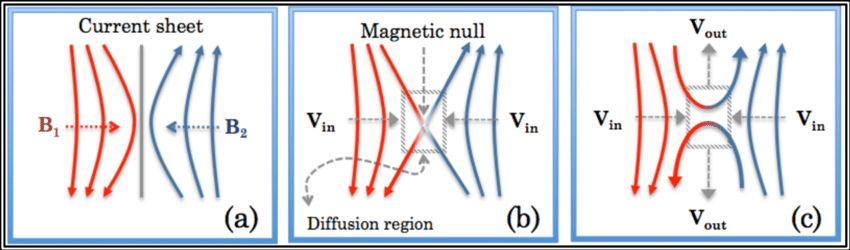 Current sheet
B1
B2
(a)
Magnetic null
Vin
Vin
Diffusion region
(b)
Vout
Vin
Vin
Vout
(c)